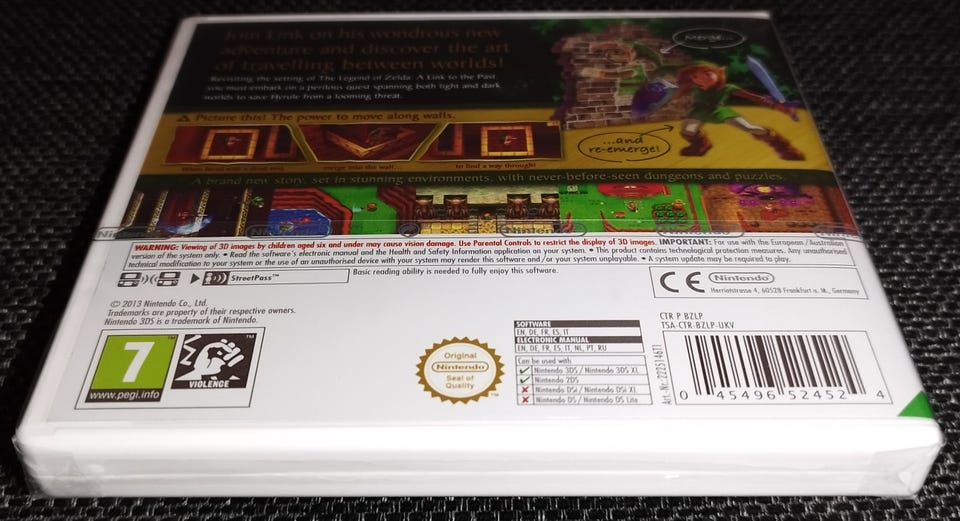 Join Link on his wondrous new
adventure and discover the art
of travelling between worlds!
Revisiting the setting of The Legend of Zelda: A Link to the Past
you must embark on a perilous quest spanning both light and dark
worlds to save Hyrule from a looming threat.
Merge...
Picture this! The power to move along walls.
...and
re-emerge!
When faced with a dead end,
merge into the wall
to find a way through!
A brand new story, set in stunning environments, with never-before-seen dungeons and puzzles.
Nintendo
Nintendo
WARNING: Viewing of 3D images by children aged six and under may cause vision damage. Use Parental Controls to restrict the display of 3D images. IMPORTANT: For use with the European / Australian
version of the system only. • Read the software's electronic manual and the Health and Safety Information application on your system. • This product contains technological protection measures. Any unauthorised
technical modification to your system or the use of an unauthorised device with your system may render this software and/or your system unplayable. • A system update may be required to play.
StreetPass™
Basic reading ability is needed to fully enjoy this software.
CE Nintendo
Herriotstrasse 4, 60528 Frankfurt a. M., Germany
© 2013 Nintendo Co., Ltd.
Trademarks are property of their respective owners.
Nintendo 3DS is a trademark of Nintendo.
7
www.pegi.info
VIOLENCE
Original
Nintendo
Seal of
Quality
SOFTWARE
EN, DE, FR, ES, IT
ELECTRONIC MANUAL
EN, DE, FR, ES, IT, NL, PT, RU
Can be used with
Nintendo 3DS / Nintendo 3DS XL
Nintendo 2DS
Nintendo DSi / Nintendo DSi XL
Nintendo DS / Nintendo DS Lite
CTR P BZLP
TSA-CTR-BZLP-UKV
Art.-Nr. 2225146T1
0 45496 52452 4